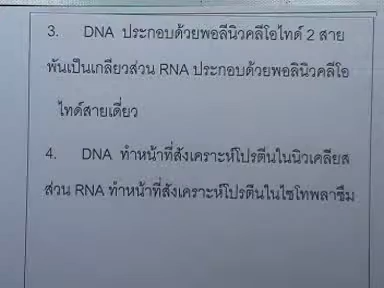 3. DNA ประกอบด้วยพอลีนิวคลีโอไทด์ 2 สาย
พันเป็นเกลียวส่วน RNA ประกอบด้วยพอลินิวคลีโอ
ไทด์สายเดี่ยว
4. DNA ทำหน้าที่สังเคราะห์โปรตีนในนิวเคลียส
ส่วน RNA ทำหน้าที่สังเคราะห์โปรตีนในไซโทพลาซึม